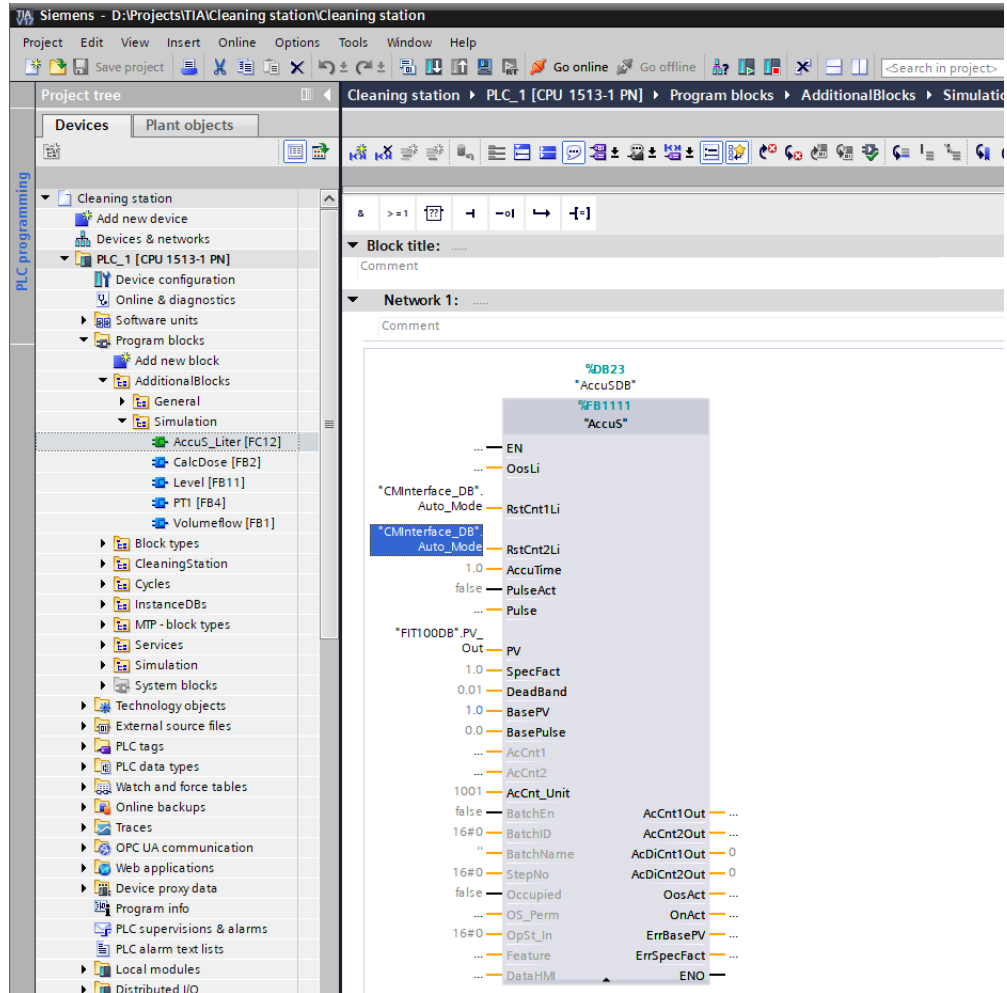 Siemens - D:\Projects\TIA\Cleaning station\Cleaning station
Project Edit View Insert Online Options Tools Window Help
Save project Go online Go offline <Search in project>
Project tree
Cleaning station PLC_1 [CPU 1513-1 PN] Program blocks AdditionalBlocks Simulatio
Devices Plant objects
PLC programming
Cleaning station
Add new device
Devices & networks
PLC_1 [CPU 1513-1 PN]
Device configuration
Online & diagnostics
Software units
Program blocks
Add new block
AdditionalBlocks
General
Simulation
AccuS_Liter [FC12]
CalcDose [FB2]
Level [FB11]
PT1 [FB4]
Volumeflow [FB1]
Block types
CleaningStation
Cycles
InstanceDBs
MTP - block types
Services
Simulation
System blocks
Technology objects
External source files
PLC tags
PLC data types
Watch and force tables
Online backups
Traces
OPC UA communication
Web applications
Device proxy data
Program info
PLC supervisions & alarms
PLC alarm text lists
Local modules
Distributed I/O
& >=1 ?? -[=]
Block title: .....
Comment
Network 1: .....
Comment
%DB23
"AccuSDB"
%FB1111
"AccuS"
... EN
... OosLi
"CMInterface_DB".
Auto_Mode RstCnt1Li
"CMInterface_DB".
Auto_Mode RstCnt2Li
1.0 AccuTime
false PulseAct
... Pulse
"FIT100DB".PV_
Out PV
1.0 SpecFact
0.01 DeadBand
1.0 BasePV
0.0 BasePulse
... AcCnt1
... AcCnt2
1001 AcCnt_Unit
false BatchEn AcCnt1Out ...
16#0 BatchID AcCnt2Out ...
'' BatchName AcDiCnt1Out 0
16#0 StepNo AcDiCnt2Out 0
false Occupied OosAct ...
... OS_Perm OnAct ...
16#0 OpSt_In ErrBasePV ...
... Feature ErrSpecFact ...
... DataHMI ENO